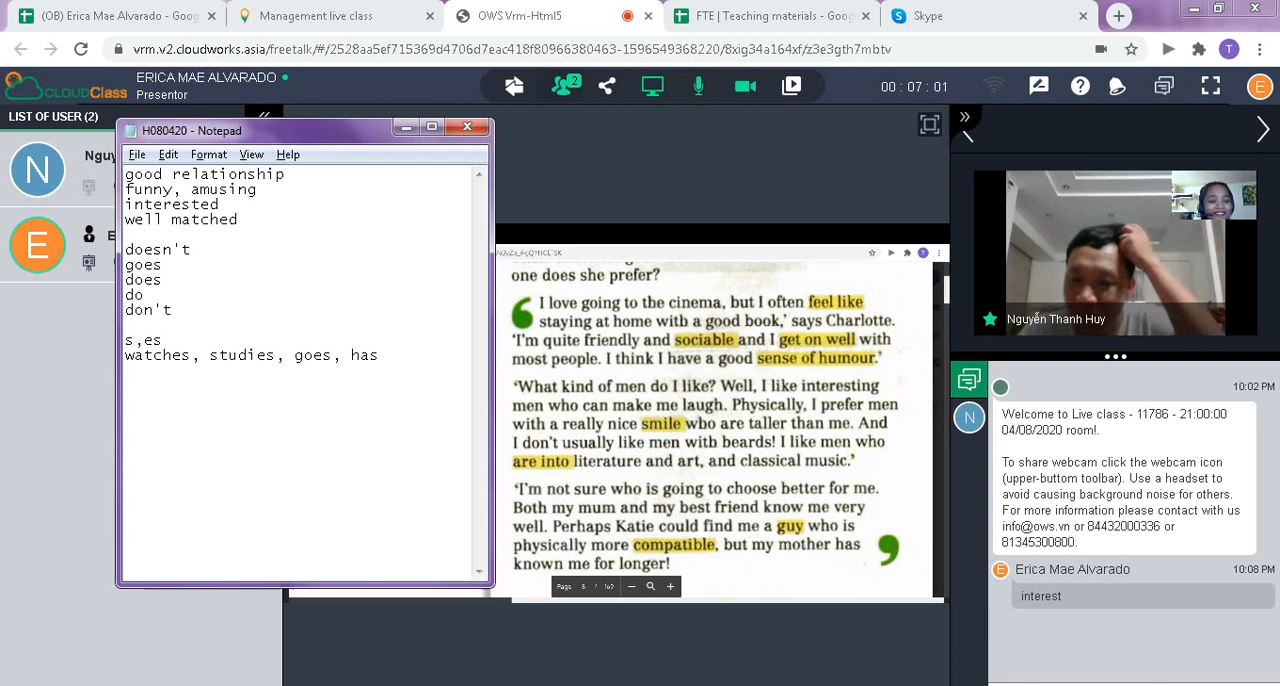 (OB) Erica Mae Alvarado - Goog
Management live class
OWS Vrm-Html5
FTE | Teaching materials - Goog
Skype
vrm.v2.cloudworks.asia/freetalk/#/2528aa5ef715369d4706d7eac418f80966380463-1596549368220/8xig34a164xf/z3e3gth7mbtv
T
CLOUDClass
ERICA MAE ALVARADO
Presentor
2
00 : 07 : 01
E
LIST OF USER (2)
N
Nguy
E
H080420 - Notepad
File Edit Format View Help
good relationship
funny, amusing
interested
well matched
doesn't
goes
does
do
don't
s,es
watches, studies, goes, has
one does she prefer?
I love going to the cinema, but I often feel like
staying at home with a good book,' says Charlotte.
'I'm quite friendly and sociable and I get on well with
most people. I think I have a good sense of humour.'
'What kind of men do I like? Well, I like interesting
men who can make me laugh. Physically, I prefer men
with a really nice smile who are taller than me. And
I don't usually like men with beards! I like men who
are into literature and art, and classical music.'
'I'm not sure who is going to choose better for me.
Both my mum and my best friend know me very
well. Perhaps Katie could find me a guy who is
physically more compatible, but my mother has
known me for longer!
Page 6 / 167
Nguyễn Thanh Huy
10:02 PM
N
Welcome to Live class - 11786 - 21:00:00
04/08/2020 room!.
To share webcam click the webcam icon
(upper-buttom toolbar). Use a headset to
avoid causing background noise for others.
For more information please contact with us
info@ows.vn or 84432000336 or
81345300800.
E
Erica Mae Alvarado
10:08 PM
interest